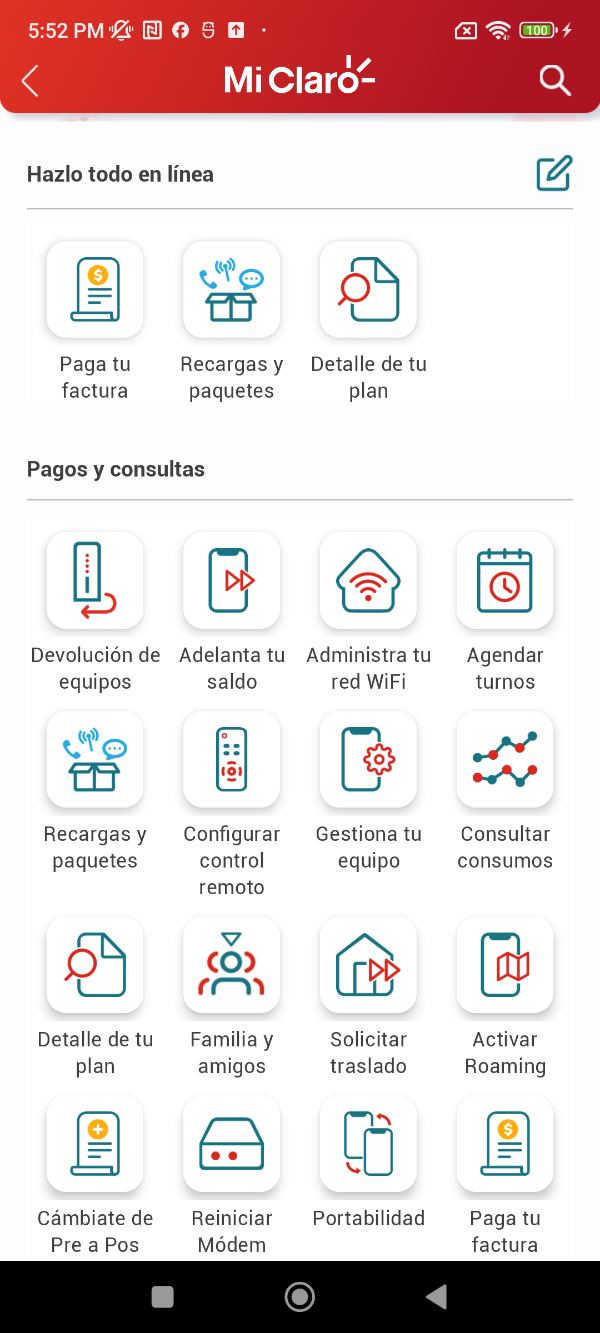 5:52 PM
100
Mi Claro
Hazlo todo en línea
Paga tu
factura
Recargas y
paquetes
Detalle de tu
plan
Pagos y consultas
Devolución de
equipos
Adelanta tu
saldo
Administra tu
red WiFi
Agendar
turnos
Recargas y
paquetes
Configurar
control
remoto
Gestiona tu
equipo
Consultar
consumos
Detalle de tu
plan
Familia y
amigos
Solicitar
traslado
Activar
Roaming
Cámbiate de
Pre a Pos
Reiniciar
Módem
Portabilidad
Paga tu
factura